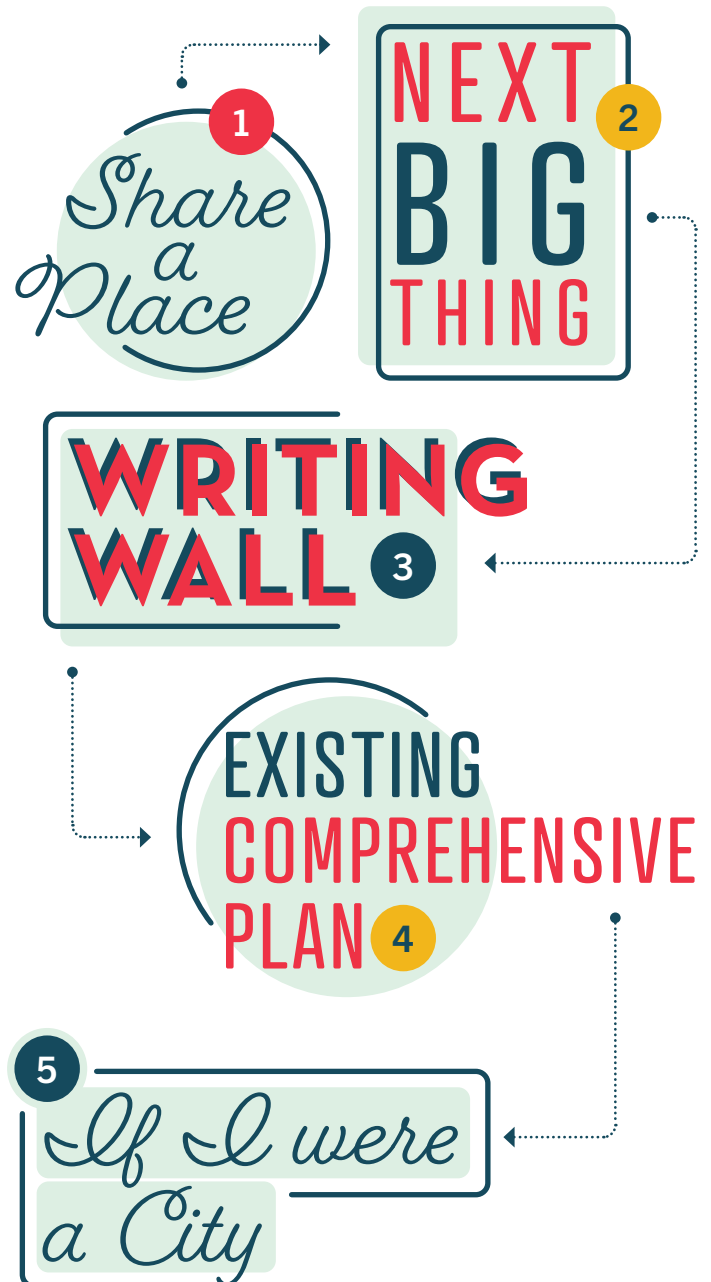 1
Share
a
Place
2
NEXT
BIG
THING
WRITING
WALL 3
EXISTING
COMPREHENSIVE
PLAN 4
5
If I were
a City